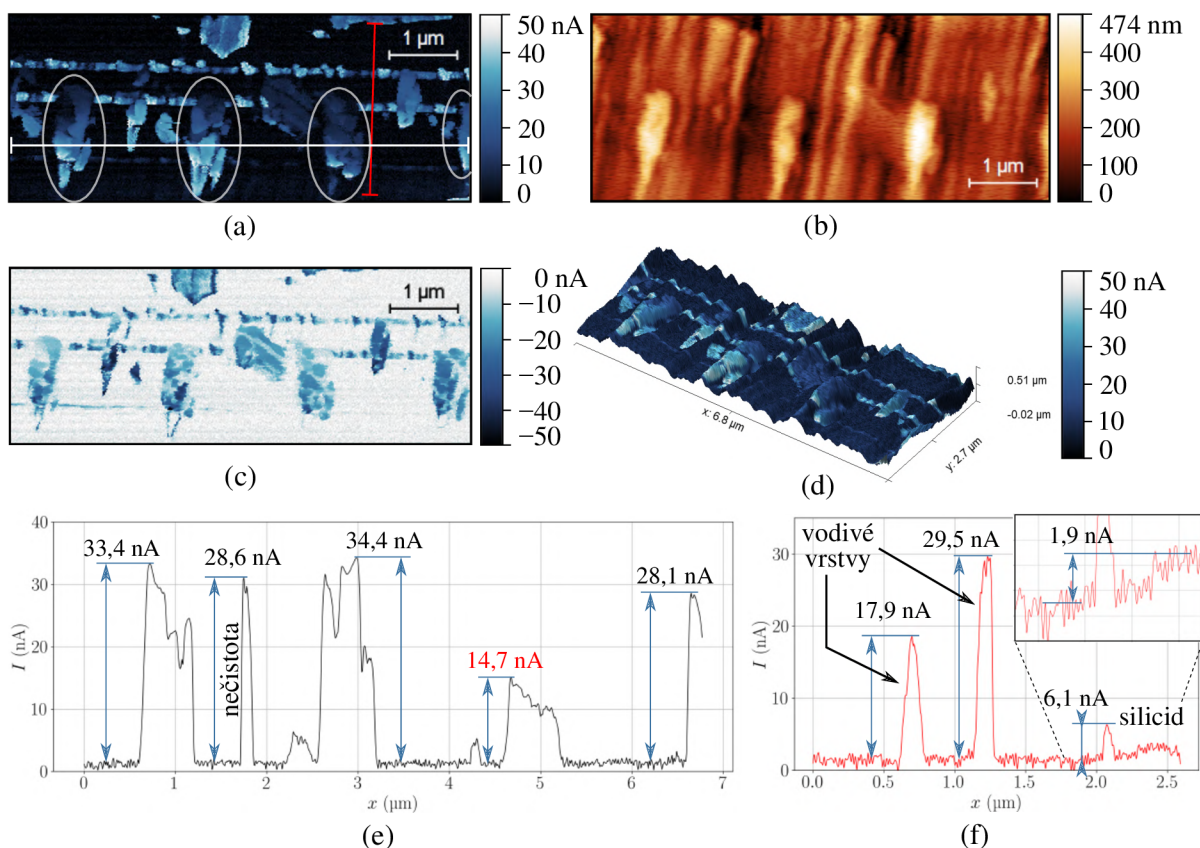 50 nA
40
30
20
10
0
1 µm
(a)
474 nm
400
300
200
100
0
1 µm
(b)
0 nA
−10
−20
−30
−40
−50
1 µm
(c)
50 nA
40
30
20
10
0
0.51 µm
-0.02 µm
x: 6.8 µm
y: 2.7 µm
(d)
40
30
20
10
0
I (nA)
33,4 nA
28,6 nA
nečistota
34,4 nA
14,7 nA
28,1 nA
0 1 2 3 4 5 6 7
x (µm)
(e)
30
20
10
0
I (nA)
vodivé
vrstvy
29,5 nA
17,9 nA
1,9 nA
6,1 nA
silicid
0.0 0.5 1.0 1.5 2.0 2.5
x (µm)
(f)